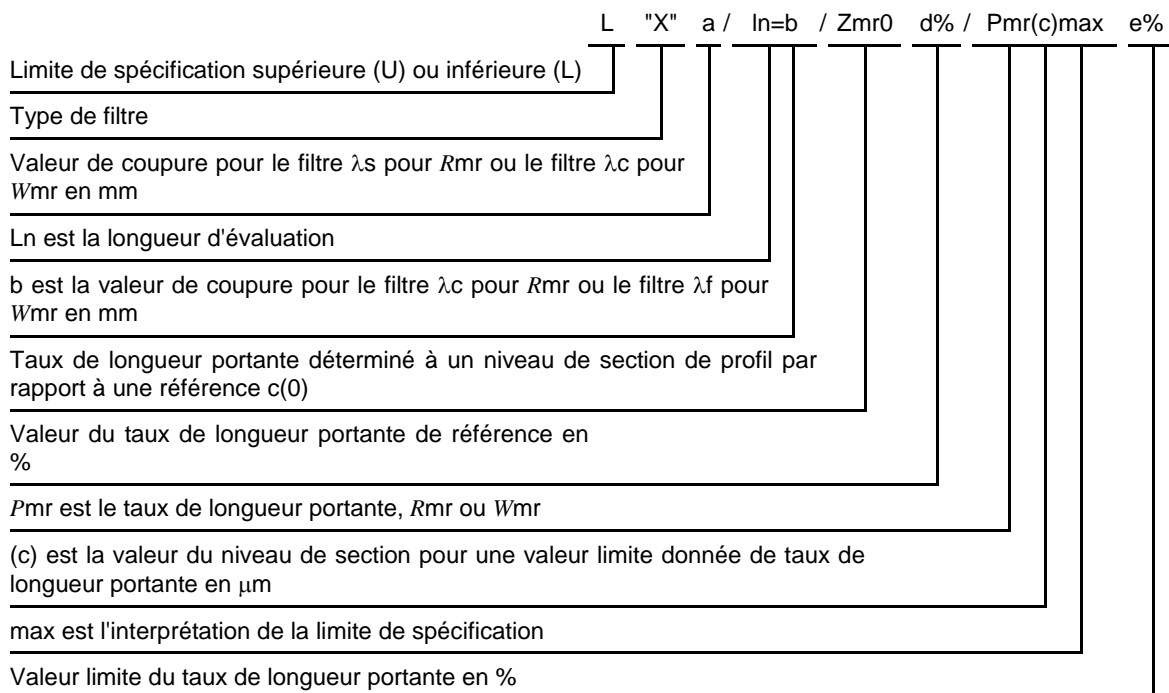 L "X" a / ln=b / Zmr0 d% / Pmr(c)max e%
Limite de spécification supérieure (U) ou inférieure (L)
Type de filtre
Valeur de coupure pour le filtre λs pour Rmr ou le filtre λc pour
Wmr en mm
Ln est la longueur d'évaluation
b est la valeur de coupure pour le filtre λc pour Rmr ou le filtre λf pour
Wmr en mm
Taux de longueur portante déterminé à un niveau de section de profil par
rapport à une référence c(0)
Valeur du taux de longueur portante de référence en
%
Pmr est le taux de longueur portante, Rmr ou Wmr
(c) est la valeur du niveau de section pour une valeur limite donnée de taux de
longueur portante en µm
max est l'interprétation de la limite de spécification
Valeur limite du taux de longueur portante en %